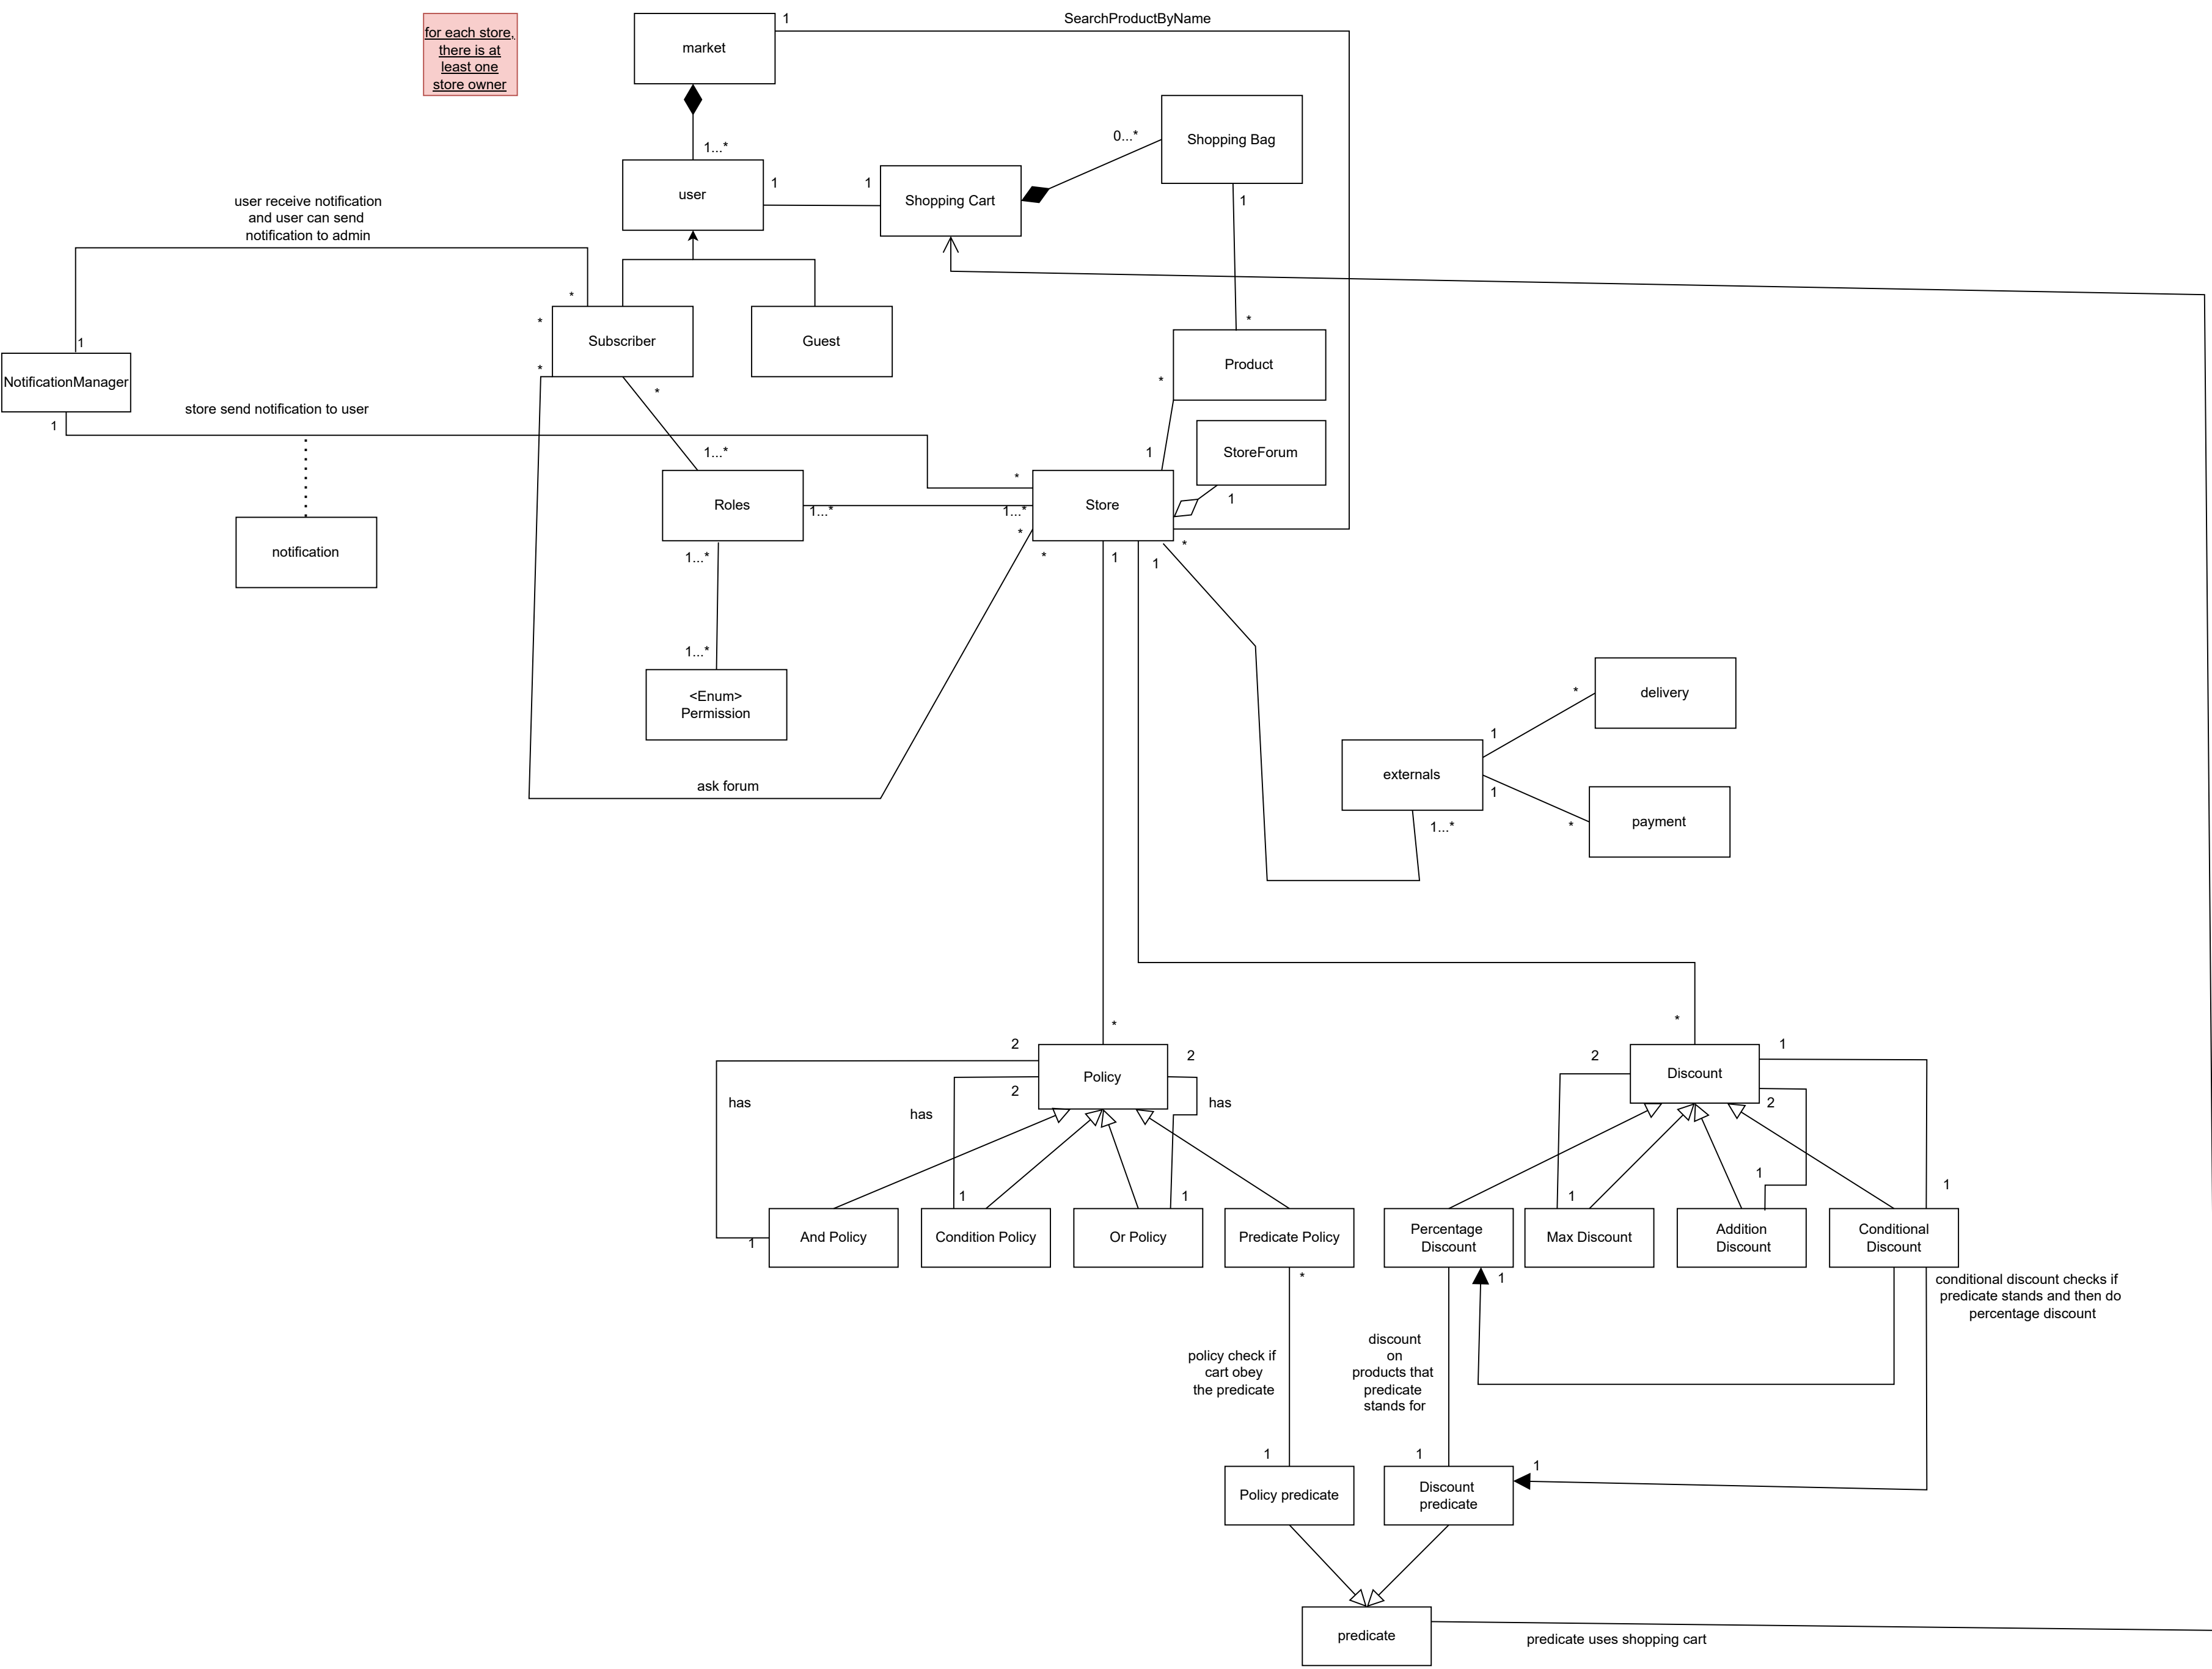 1
SearchProductByName
for each store,
there is at
least one
store owner
market
Shopping Bag
0...*
1...*
user
1
1
Shopping Cart
1
user receive notification
and user can send
notification to admin
*
*
*
Subscriber
Guest
Product
*
1
NotificationManager
*
*
*
store send notification to user
1
1...*
1
StoreForum
1
*
Roles
1...*
1...*
Store
*
*
1
1
*
notification
1...*
1...*
<Enum>
Permission
delivery
*
1
externals
1
*
payment
1...*
ask forum
*
*
2
2
2
Policy
2
1
Discount
2
has
has
has
1
1
1
1
1
1
And Policy
Condition Policy
Or Policy
Predicate Policy
Percentage
Discount
Max Discount
Addition
Discount
Conditional
Discount
*
1
conditional discount checks if
predicate stands and then do
percentage discount
policy check if
cart obey
the predicate
discount
on
products that
predicate
stands for
1
1
1
Policy predicate
Discount
predicate
predicate
predicate uses shopping cart